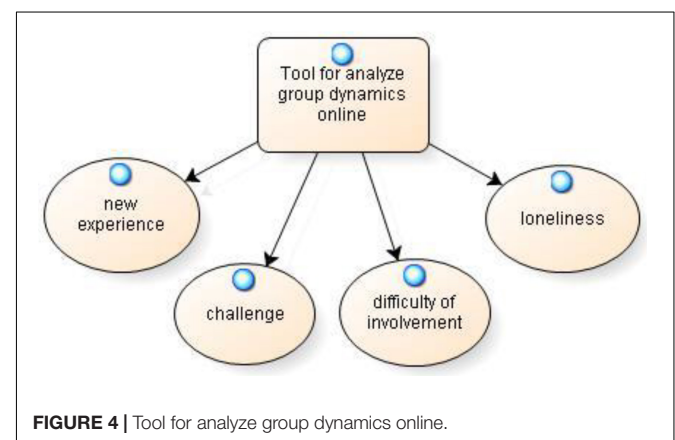 Tool for analyze
group dynamics
online
new
experience
loneliness
challenge
difficulty of
involvement
FIGURE 4 | Tool for analyze group dynamics online.